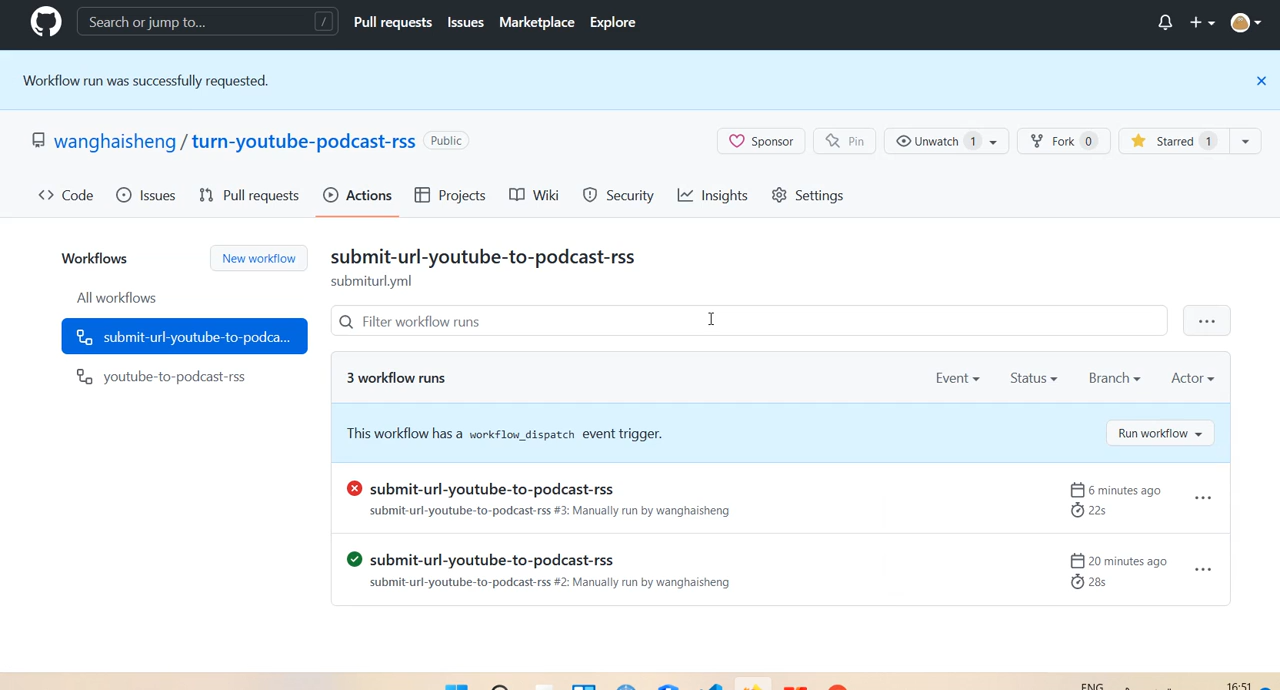 Search or jump to... /
Pull requests Issues Marketplace Explore
Workflow run was successfully requested.
wanghaisheng / turn-youtube-podcast-rss Public
Sponsor Pin Unwatch 1 Fork 0 Starred 1
Code Issues Pull requests Actions Projects Wiki Security Insights Settings
Workflows
New workflow
All workflows
submit-url-youtube-to-podca...
youtube-to-podcast-rss
submit-url-youtube-to-podcast-rss
submiturl.yml
Filter workflow runs
3 workflow runs
Event Status Branch Actor
This workflow has a workflow_dispatch event trigger.
Run workflow
submit-url-youtube-to-podcast-rss
submit-url-youtube-to-podcast-rss #3: Manually run by wanghaisheng
6 minutes ago
22s
submit-url-youtube-to-podcast-rss
submit-url-youtube-to-podcast-rss #2: Manually run by wanghaisheng
20 minutes ago
28s
ENG
16:51